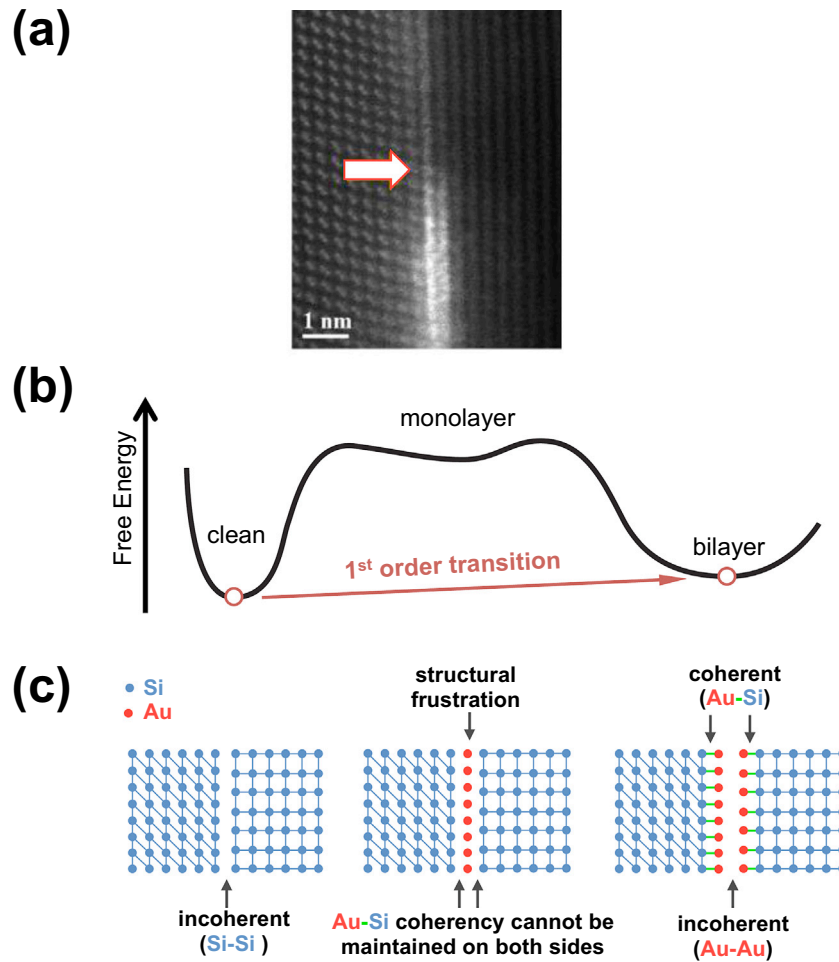 (a)
1 nm
(b)
Free Energy
monolayer
clean
bilayer
1st order transition
(c)
Si
Au
structural
frustration
coherent
(Au-Si)
incoherent
(Si-Si )
Au-Si coherency cannot be
maintained on both sides
incoherent
(Au-Au)